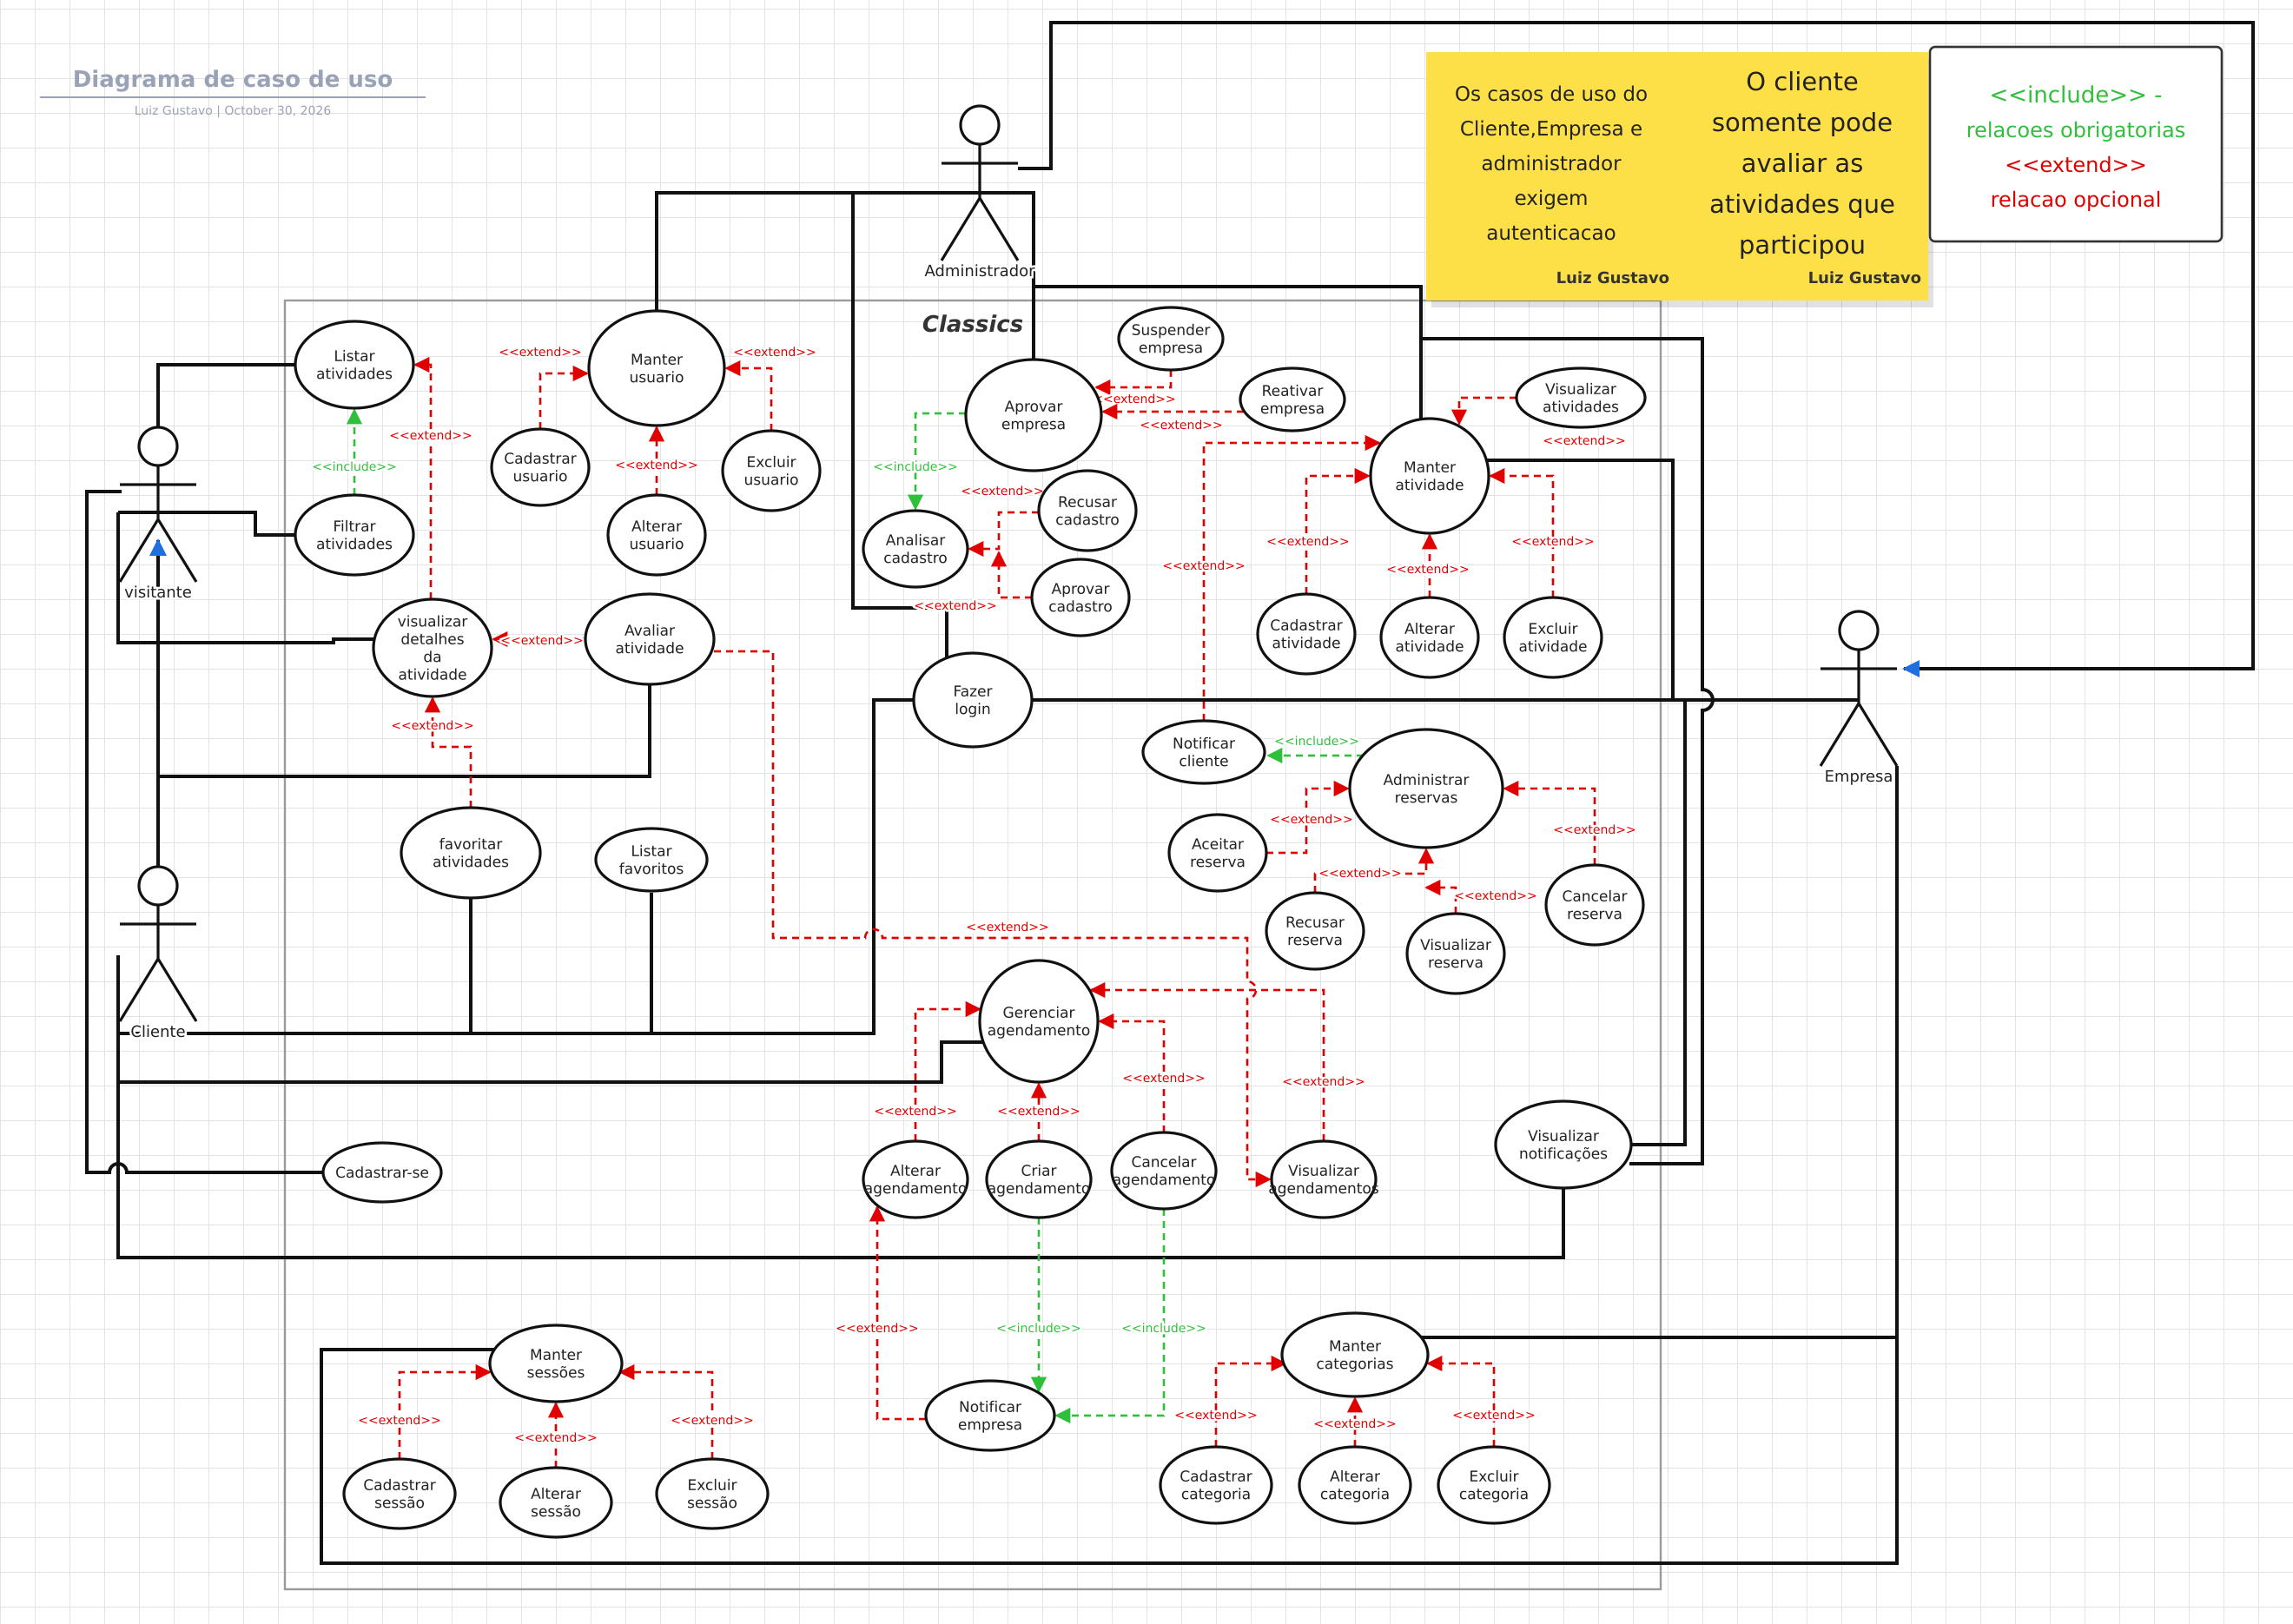 Diagrama de caso de uso
Luiz Gustavo | October 30, 2026
Os casos de uso do
Cliente,Empresa e
administrador
exigem
autenticacao
Luiz Gustavo
O cliente
somente pode
avaliar as
atividades que
participou
Luiz Gustavo
<<include>> -
relacoes obrigatorias
<<extend>>
relacao opcional
Administrador
Classics
Listar
atividades
<<extend>>
<<include>>
Filtrar
atividades
visitante
<<extend>>
Manter
usuario
<<extend>>
Cadastrar
usuario
<<extend>>
Excluir
usuario
Alterar
usuario
Suspender
empresa
Aprovar
empresa
<<extend>>
Reativar
empresa
<<extend>>
<<include>>
<<extend>>
Recusar
cadastro
Analisar
cadastro
Aprovar
cadastro
<<extend>>
Visualizar
atividades
<<extend>>
Manter
atividade
<<extend>>
<<extend>>
<<extend>>
<<extend>>
Cadastrar
atividade
Alterar
atividade
Excluir
atividade
visualizar
detalhes
da
atividade
<<extend>>
Avaliar
atividade
<<extend>>
Fazer
login
Empresa
Notificar
cliente
<<include>>
Administrar
reservas
Aceitar
reserva
<<extend>>
<<extend>>
<<extend>>
<<extend>>
Recusar
reserva
Visualizar
reserva
Cancelar
reserva
favoritar
atividades
Listar
favoritos
<<extend>>
Cliente
Gerenciar
agendamento
<<extend>>
<<extend>>
<<extend>>
<<extend>>
Alterar
agendamento
Criar
agendamento
Cancelar
agendamento
Visualizar
agendamentos
Visualizar
notificações
Cadastrar-se
<<extend>>
<<include>>
<<include>>
Manter
sessões
<<extend>>
<<extend>>
<<extend>>
Cadastrar
sessão
Alterar
sessão
Excluir
sessão
Notificar
empresa
Manter
categorias
<<extend>>
<<extend>>
<<extend>>
Cadastrar
categoria
Alterar
categoria
Excluir
categoria